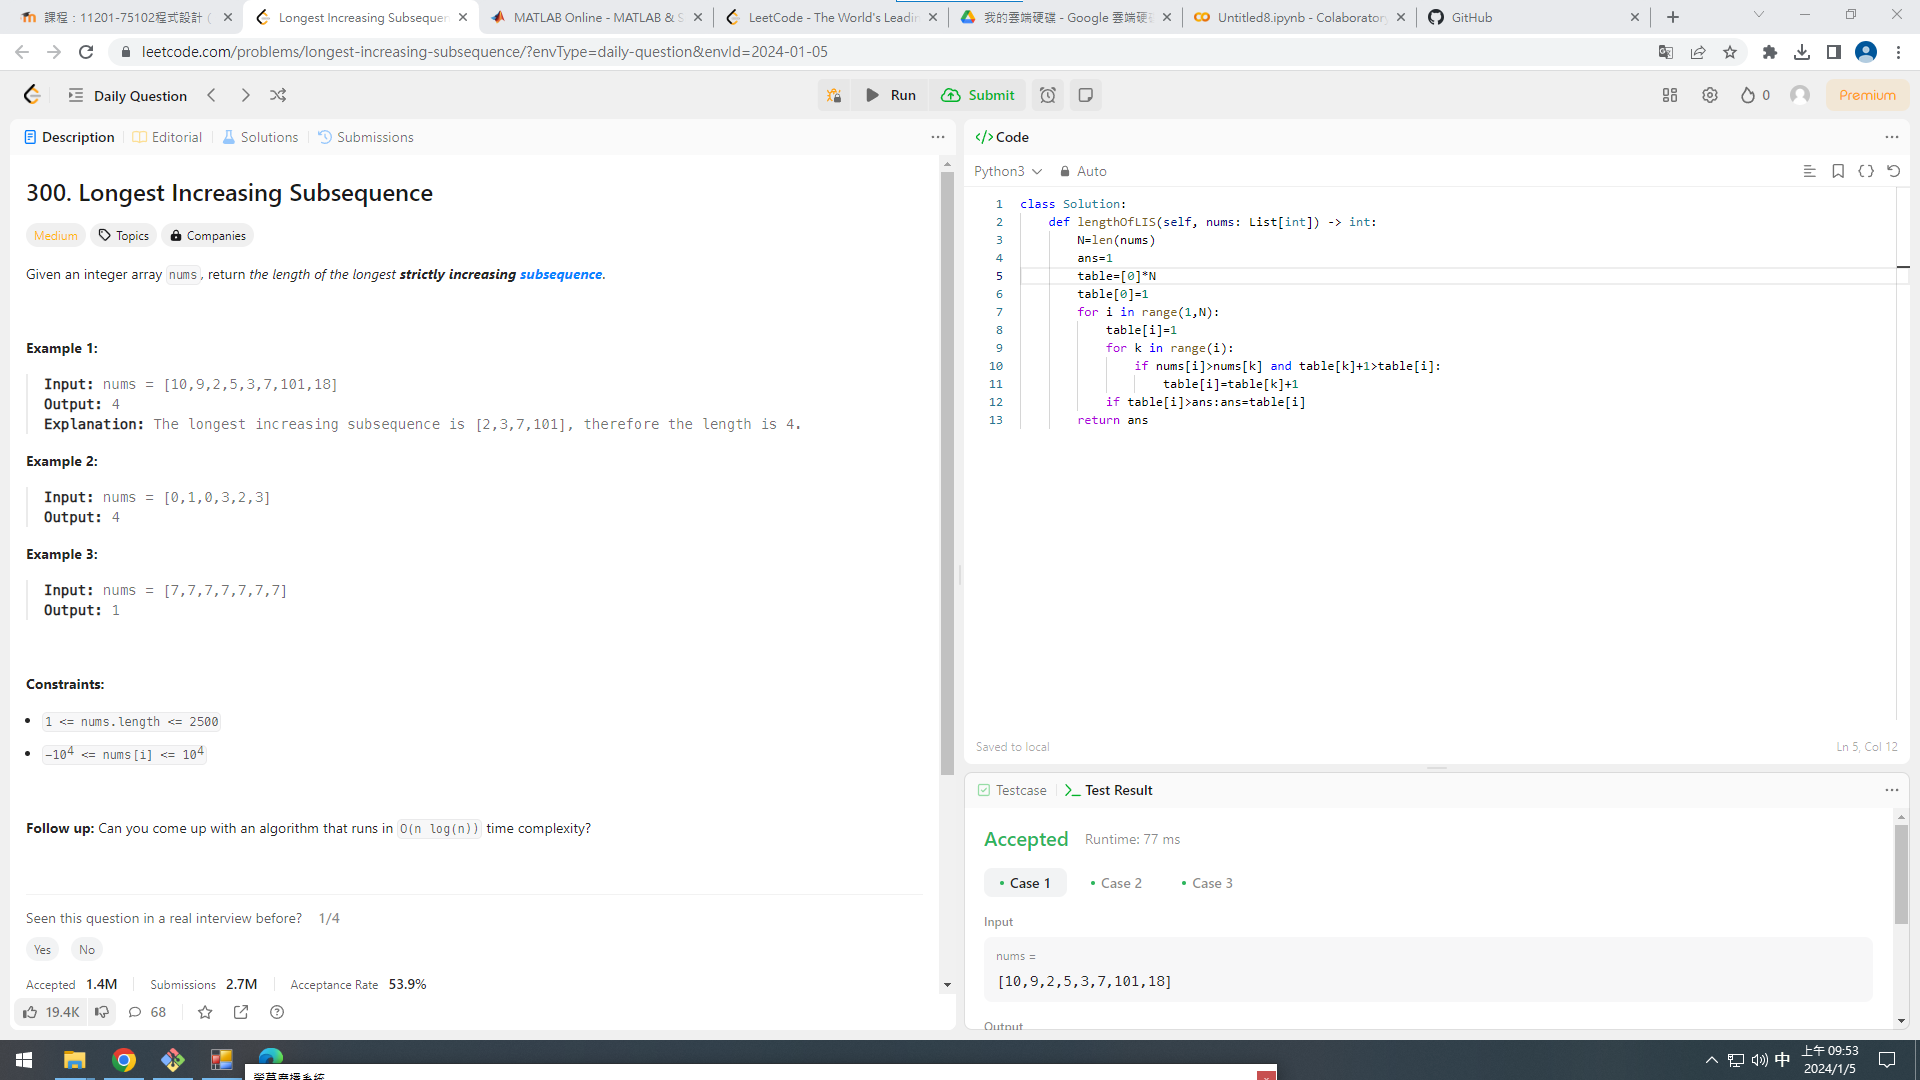 課程：11201-75102程式設計 (
Longest Increasing Subsequen
MATLAB Online - MATLAB & S
LeetCode - The World's Leadin
我的雲端硬碟 - Google 雲端硬碟
Untitled8.ipynb - Colaboratory
GitHub
leetcode.com/problems/longest-increasing-subsequence/?envType=daily-question&envId=2024-01-05
Daily Question
Run
Submit
0
Premium
Description
Editorial
Solutions
Submissions
300. Longest Increasing Subsequence
Medium
Topics
Companies
Given an integer array nums, return the length of the longest strictly increasing subsequence.
Example 1:
Input: nums = [10,9,2,5,3,7,101,18]
Output: 4
Explanation: The longest increasing subsequence is [2,3,7,101], therefore the length is 4.
Example 2:
Input: nums = [0,1,0,3,2,3]
Output: 4
Example 3:
Input: nums = [7,7,7,7,7,7,7]
Output: 1
Constraints:
• 1 <= nums.length <= 2500
• -10⁴ <= nums[i] <= 10⁴
Follow up: Can you come up with an algorithm that runs in O(n log(n)) time complexity?
Seen this question in a real interview before? 1/4
Yes
No
Accepted 1.4M
Submissions 2.7M
Acceptance Rate 53.9%
19.4K
68
</> Code
Python3
Auto
1 class Solution:
2 def lengthOfLIS(self, nums: List[int]) -> int:
3 N=len(nums)
4 ans=1
5 table=[0]*N
6 table[0]=1
7 for i in range(1,N):
8 table[i]=1
9 for k in range(i):
10 if nums[i]>nums[k] and table[k]+1>table[i]:
11 table[i]=table[k]+1
12 if table[i]>ans:ans=table[i]
13 return ans
Saved to local
Ln 5, Col 12
Testcase
Test Result
Accepted
Runtime: 77 ms
• Case 1
• Case 2
• Case 3
Input
nums =
[10,9,2,5,3,7,101,18]
Output
中
上午 09:53
2024/1/5